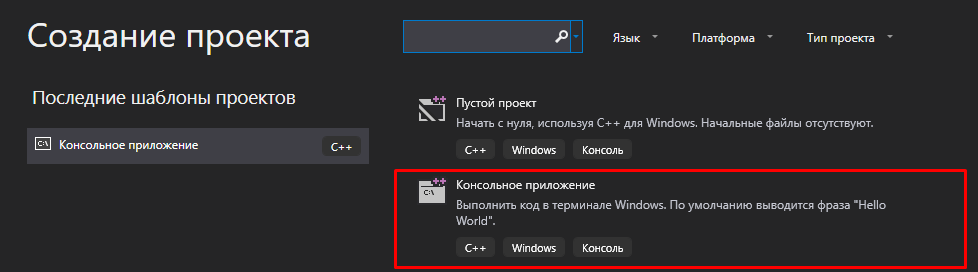 Создание проекта
Язык
Платформа
Тип проекта
Последние шаблоны проектов
C:\
Консольное приложение
C++
Пустой проект
Начать с нуля, используя C++ для Windows. Начальные файлы отсутствуют.
C++ Windows Консоль
C:\
Консольное приложение
Выполнить код в терминале Windows. По умолчанию выводится фраза "Hello
World".
C++ Windows Консоль